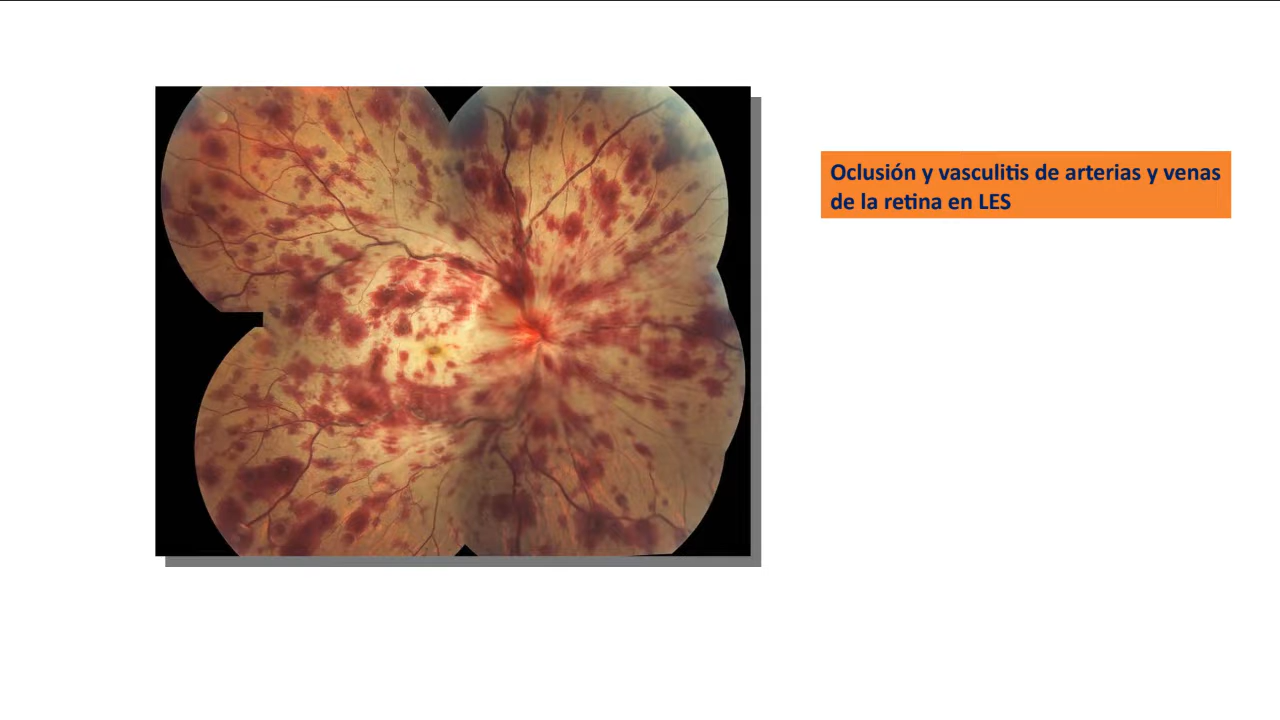 Oclusión y vasculitis de arterias y venas
de la retina en LES